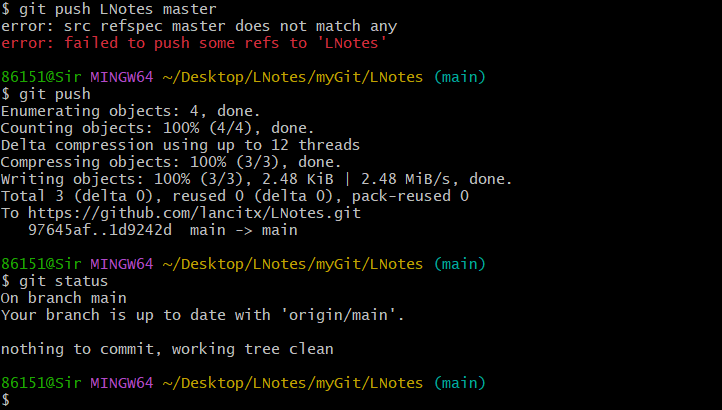 $ git push LNotes master
error: src refspec master does not match any
error: failed to push some refs to 'LNotes'
86151@Sir MINGW64 ~/Desktop/LNotes/myGit/LNotes (main)
$ git push
Enumerating objects: 4, done.
Counting objects: 100% (4/4), done.
Delta compression using up to 12 threads
Compressing objects: 100% (3/3), done.
Writing objects: 100% (3/3), 2.48 KiB | 2.48 MiB/s, done.
Total 3 (delta 0), reused 0 (delta 0), pack-reused 0
To https://github.com/lancitx/LNotes.git
   97645af..1d9242d  main -> main
86151@Sir MINGW64 ~/Desktop/LNotes/myGit/LNotes (main)
$ git status
On branch main
Your branch is up to date with 'origin/main'.
nothing to commit, working tree clean
86151@Sir MINGW64 ~/Desktop/LNotes/myGit/LNotes (main)
$